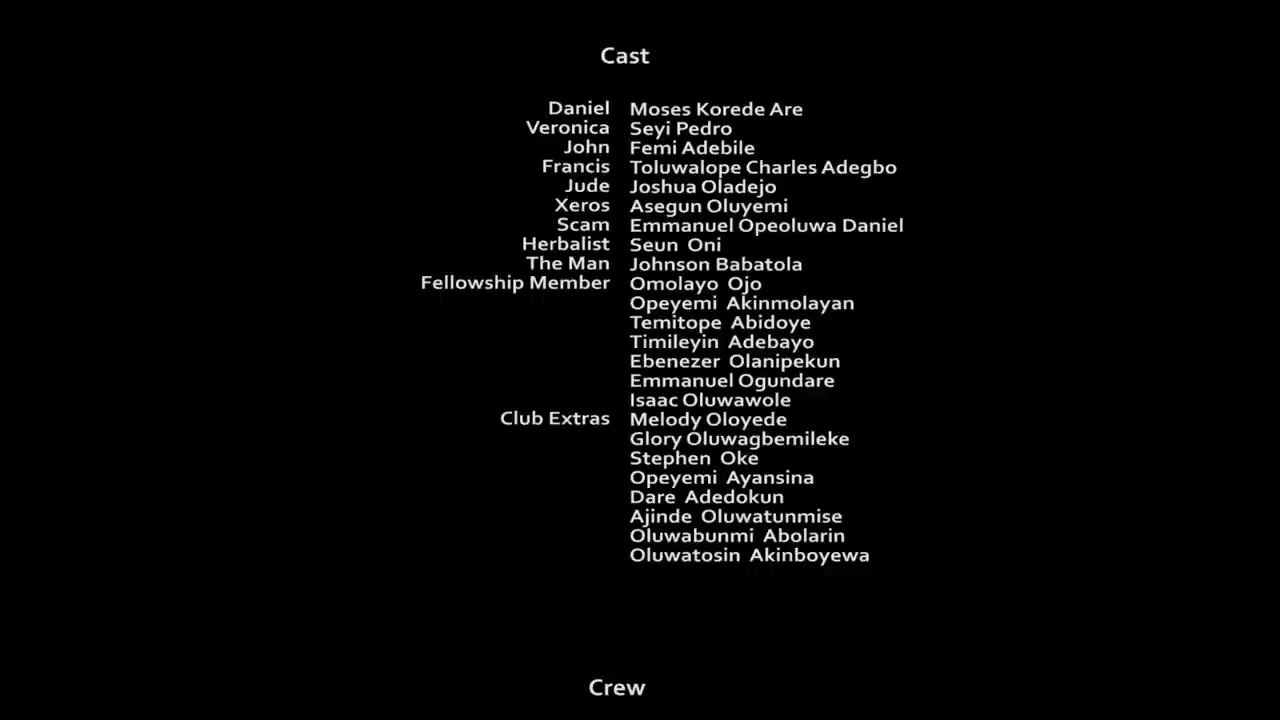 Cast
Daniel Moses Korede Are
Veronica Seyi Pedro
John Femi Adebile
Francis Toluwalope Charles Adegbo
Jude Joshua Oladejo
Xeros Asegun Oluyemi
Scam Emmanuel Opeoluwa Daniel
Herbalist Seun Oni
The Man Johnson Babatola
Fellowship Member Omolayo Ojo
Opeyemi Akinmolayan
Temitope Abidoye
Timileyin Adebayo
Ebenezer Olanipekun
Emmanuel Ogundare
Isaac Oluwawole
Club Extras Melody Oloyede
Glory Oluwagbemileke
Stephen Oke
Opeyemi Ayansina
Dare Adedokun
Ajinde Oluwatunmise
Oluwabunmi Abolarin
Oluwatosin Akinboyewa
Crew